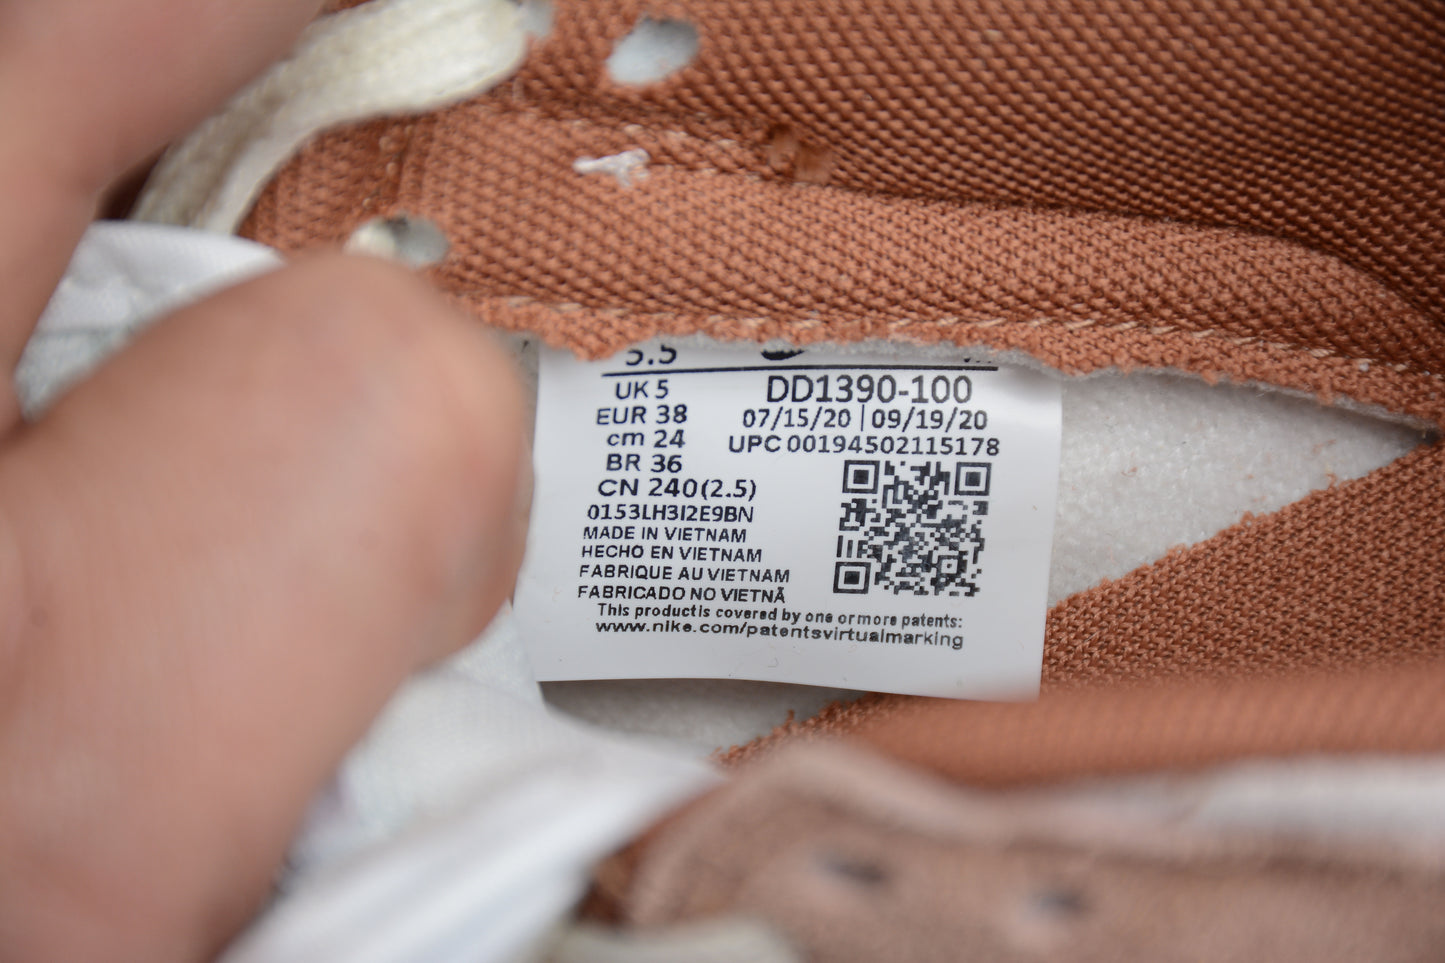 5.5
UK 5
EUR 38
cm 24
BR 36
CN 240(2.5)
0153LH3I2E9BN
DD1390-100
07/15/20 | 09/19/20
UPC 00194502115178
MADE IN VIETNAM
HECHO EN VIETNAM
FABRIQUE AU VIETNAM
FABRICADO NO VIETNÃ
This product is covered by one or more patents:
www.nike.com/patentsvirtualmarking